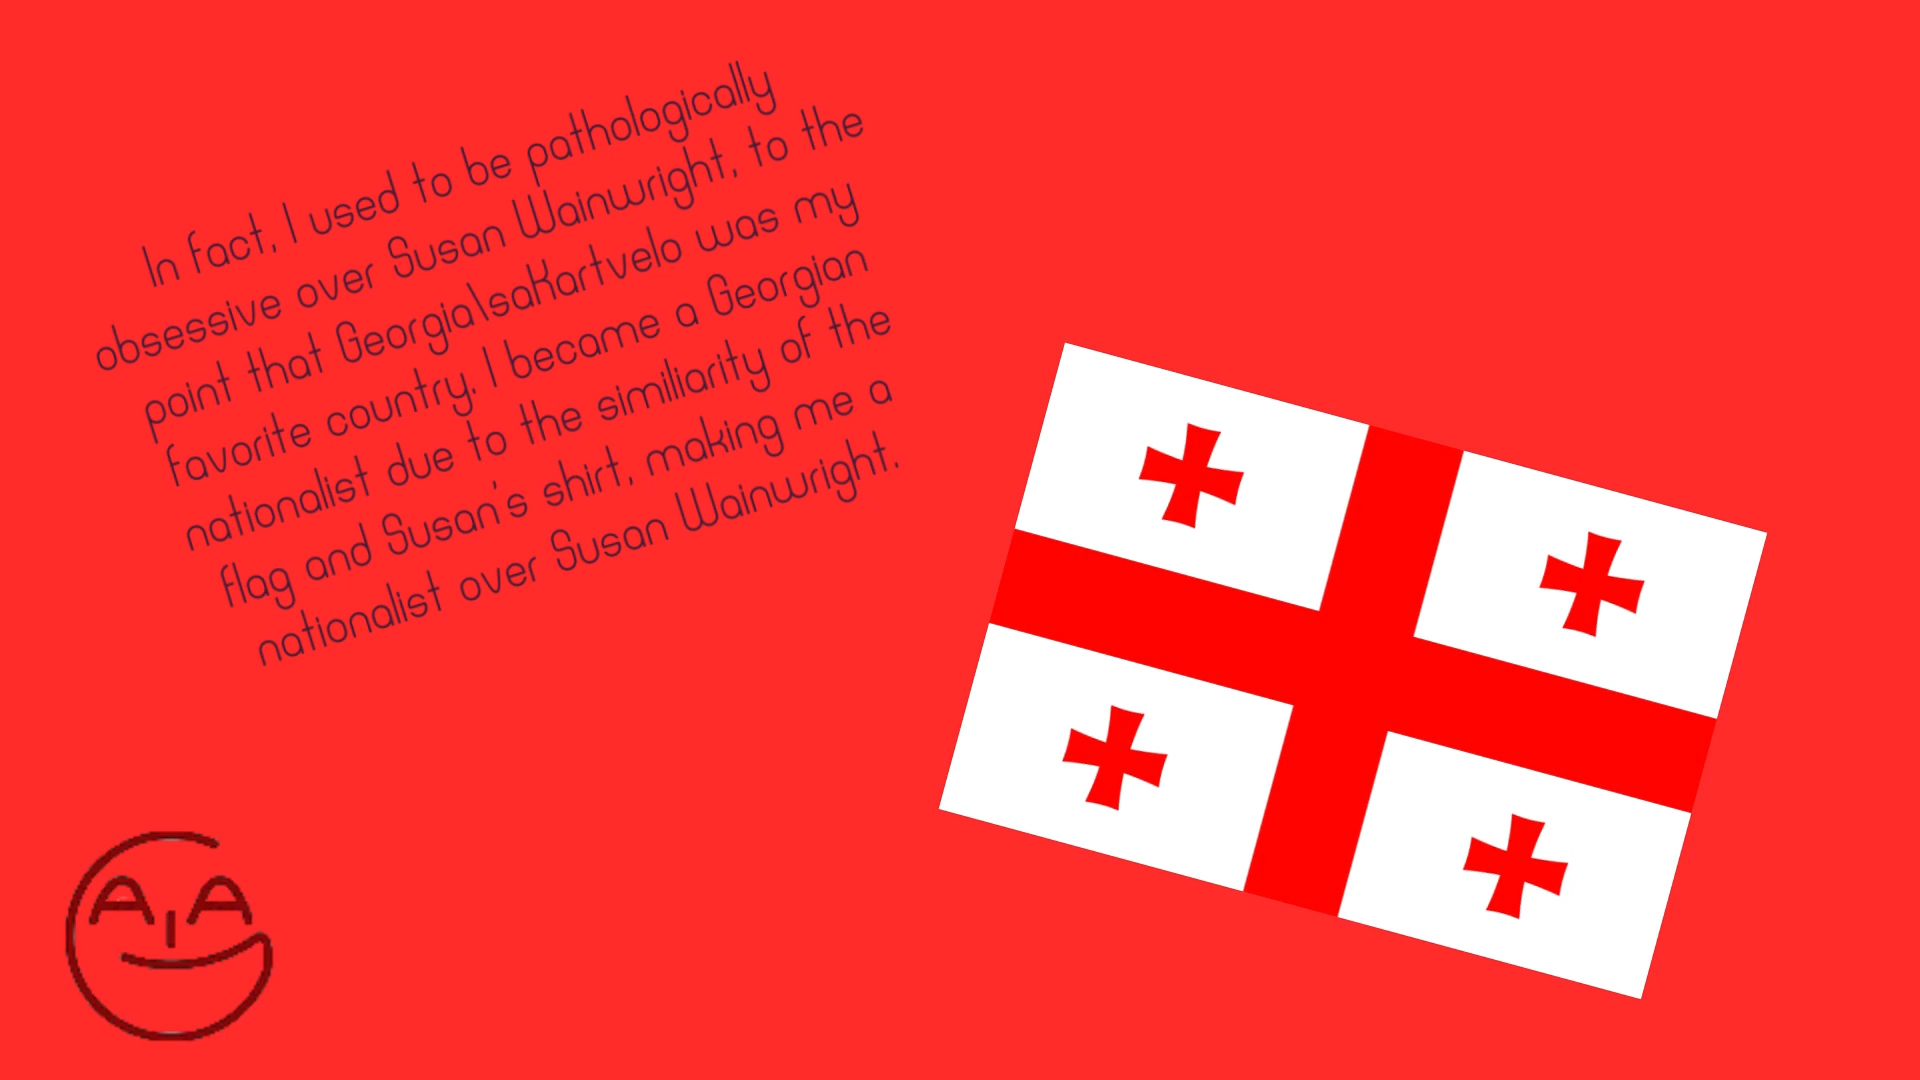 In fact, I used to be pathologically
obsessive over Susan Wainwright, to the
point that Georgia\saKartvelo was my
favorite country. I became a Georgian
nationalist due to the similiarity of the
flag and Susan's shirt, making me a
nationalist over Susan Wainwright.